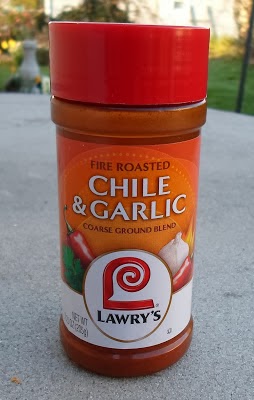 FIRE ROASTED
CHILE
& GARLIC
COARSE GROUND BLEND
LAWRY'S
NET WT